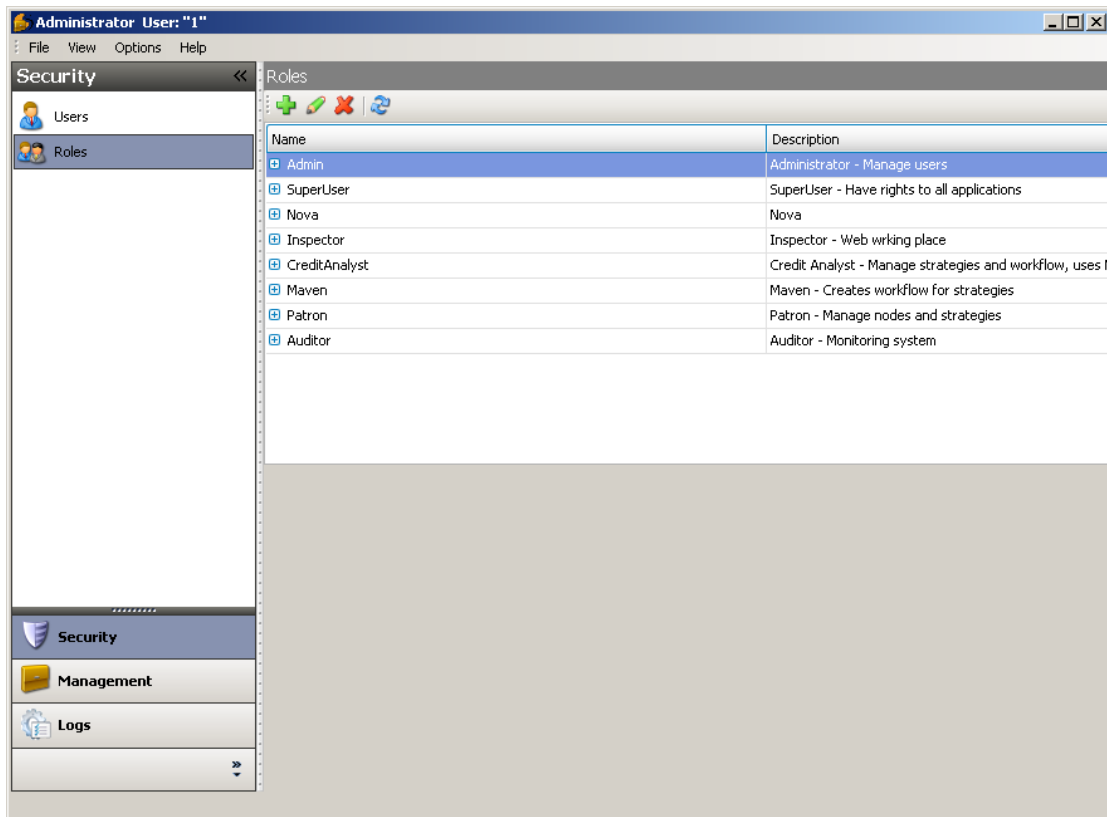 Administrator User: "1"
File View Options Help
Security
Roles
Users
Roles
Name Description
Admin Administrator - Manage users
SuperUser SuperUser - Have rights to all applications
Nova Nova
Inspector Inspector - Web wrking place
CreditAnalyst Credit Analyst - Manage strategies and workflow, uses
Maven Maven - Creates workflow for strategies
Patron Patron - Manage nodes and strategies
Auditor Auditor - Monitoring system
Security
Management
Logs